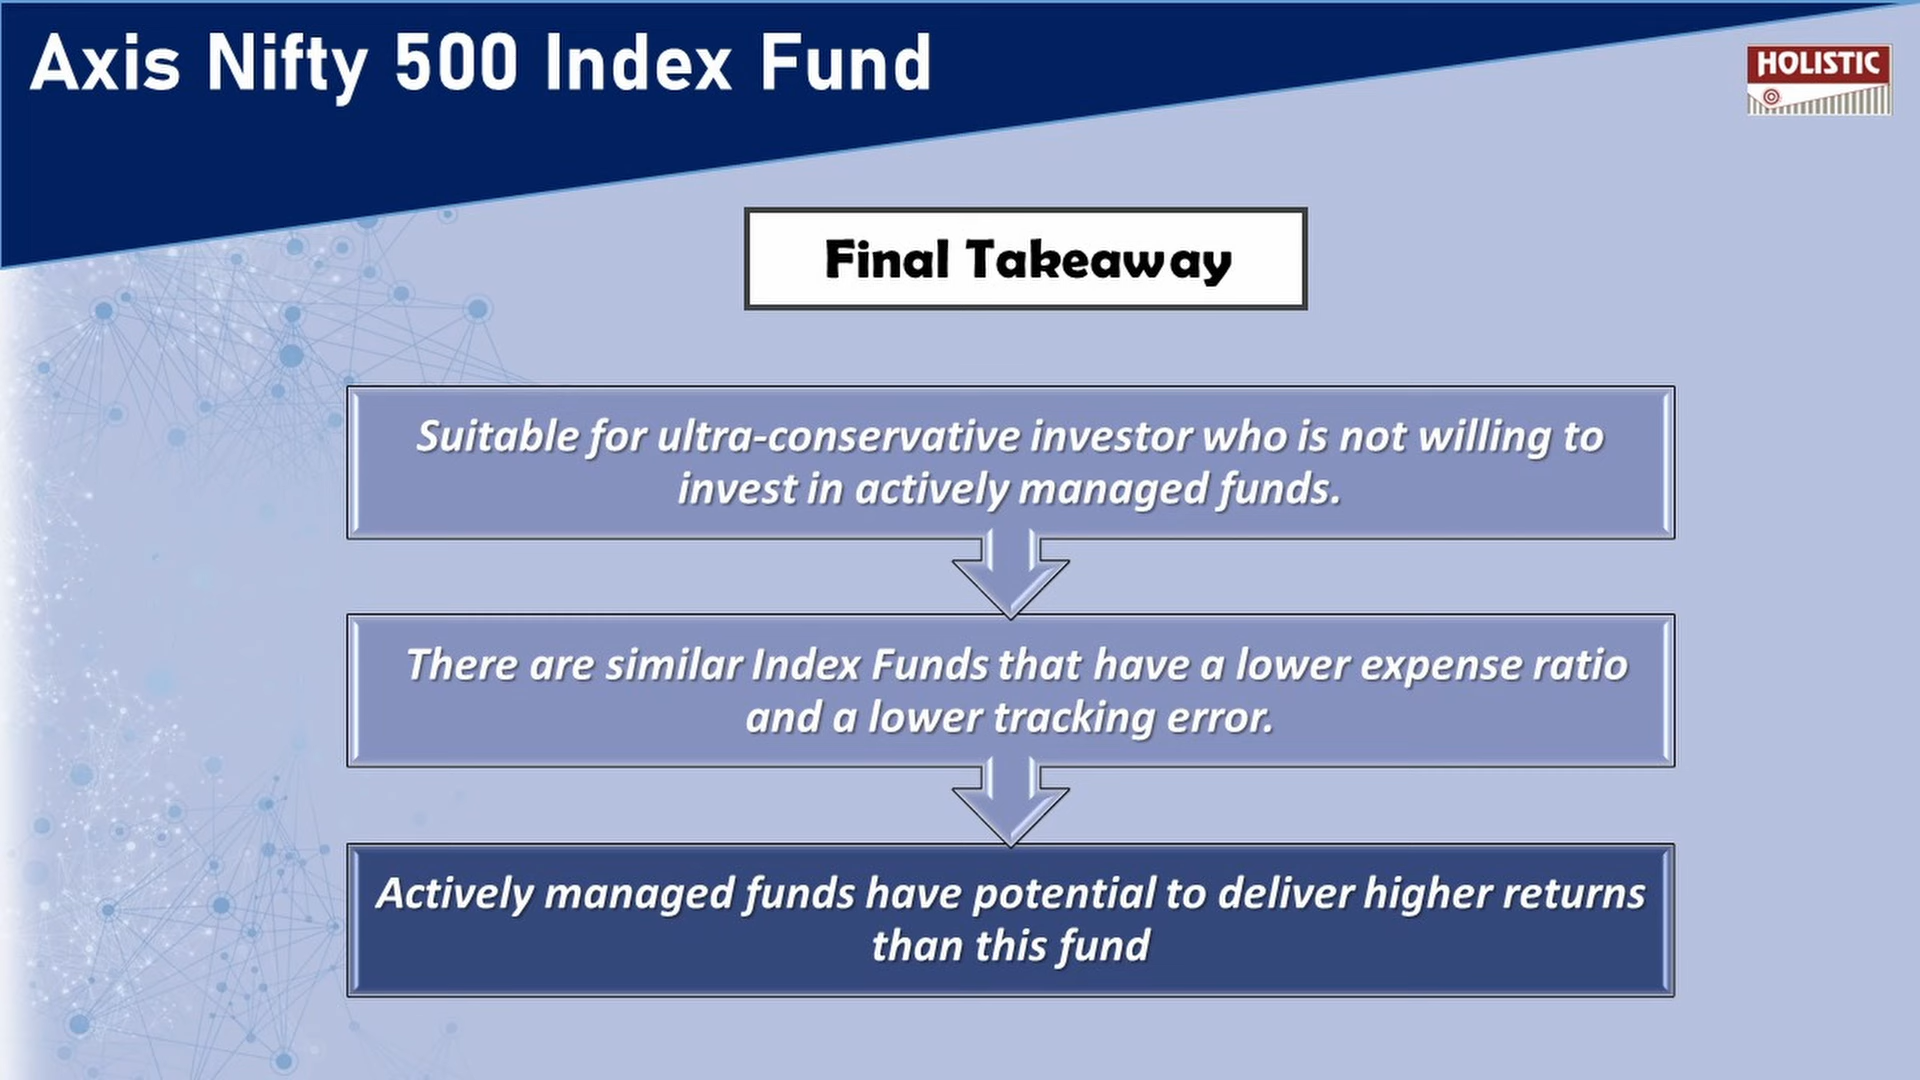 Axis Nifty 500 Index Fund
HOLISTIC
Final Takeaway
Suitable for ultra-conservative investor who is not willing to
invest in actively managed funds.
There are similar Index Funds that have a lower expense ratio
and a lower tracking error.
Actively managed funds have potential to deliver higher returns
than this fund